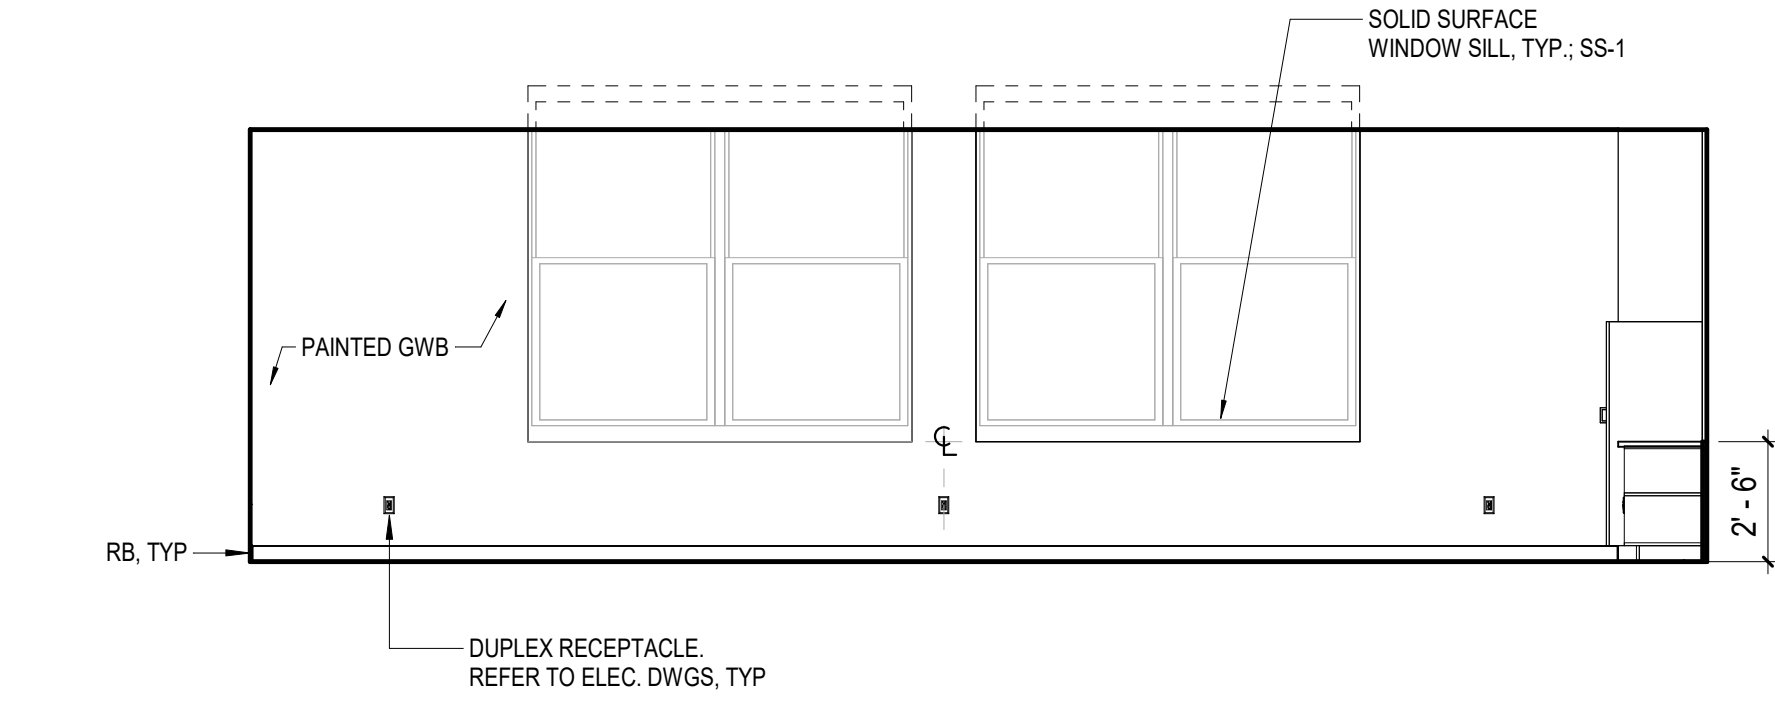 SOLID SURFACE
WINDOW SILL, TYP.; SS-1
PAINTED GWB
CL
2' - 6"
RB, TYP
DUPLEX RECEPTACLE.
REFER TO ELEC. DWGS, TYP